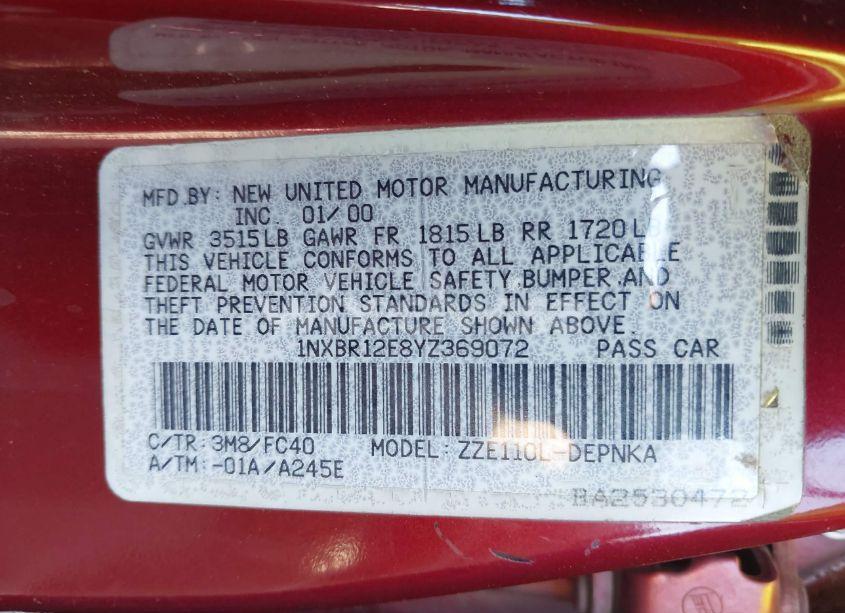 MFD.BY: NEW UNITED MOTOR MANUFACTURING
INC. 01/00
GVWR 3515LB GAWR FR 1815LB RR 1720L
THIS VEHICLE CONFORMS TO ALL APPLICABLE
FEDERAL MOTOR VEHICLE SAFETY, BUMPER, AND
THEFT PREVENTION STANDARDS IN EFFECT ON
THE DATE OF MANUFACTURE SHOWN ABOVE.
1NXBR12E8YZ369072 PASS CAR
C/TR: 3M8/FC40 MODEL: ZZE110L-DEPNKA
A/TM: -01A/A245E
BA2530472